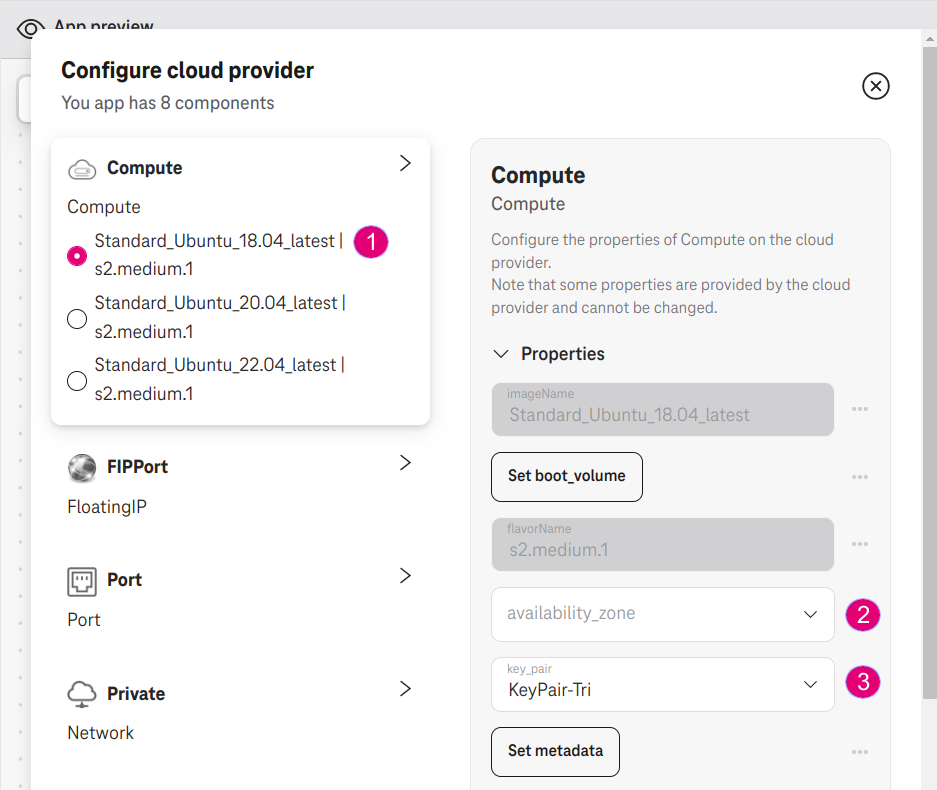 App preview
Configure cloud provider
You app has 8 components
Compute
Compute
Standard_Ubuntu_18.04_latest |
s2.medium.1
1
Standard_Ubuntu_20.04_latest |
s2.medium.1
Standard_Ubuntu_22.04_latest |
s2.medium.1
FIPPort
FloatingIP
Port
Port
Private
Network
Compute
Compute
Configure the properties of Compute on the cloud
provider.
Note that some properties are provided by the cloud
provider and cannot be changed.
Properties
imageName
Standard_Ubuntu_18.04_latest
Set boot_volume
flavorName
s2.medium.1
availability_zone
2
key_pair
KeyPair-Tri
3
Set metadata